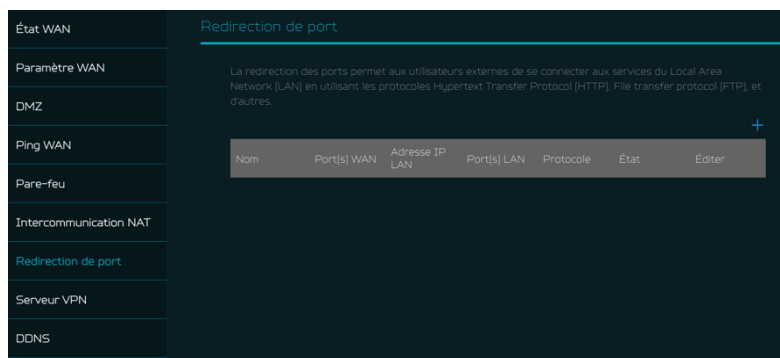 État WAN
Paramètre WAN
DMZ
Ping WAN
Pare-feu
Intercommunication NAT
Redirection de port
Serveur VPN
DDNS
Redirection de port
La redirection des ports permet aux utilisateurs externes de se connecter aux services du Local Area
Network (LAN) en utilisant les protocoles Hypertext Transfer Protocol (HTTP), File transfer protocol (FTP), et
d'autres.
+
Nom Port(s) WAN Adresse IP LAN Port(s) LAN Protocole État Éditer